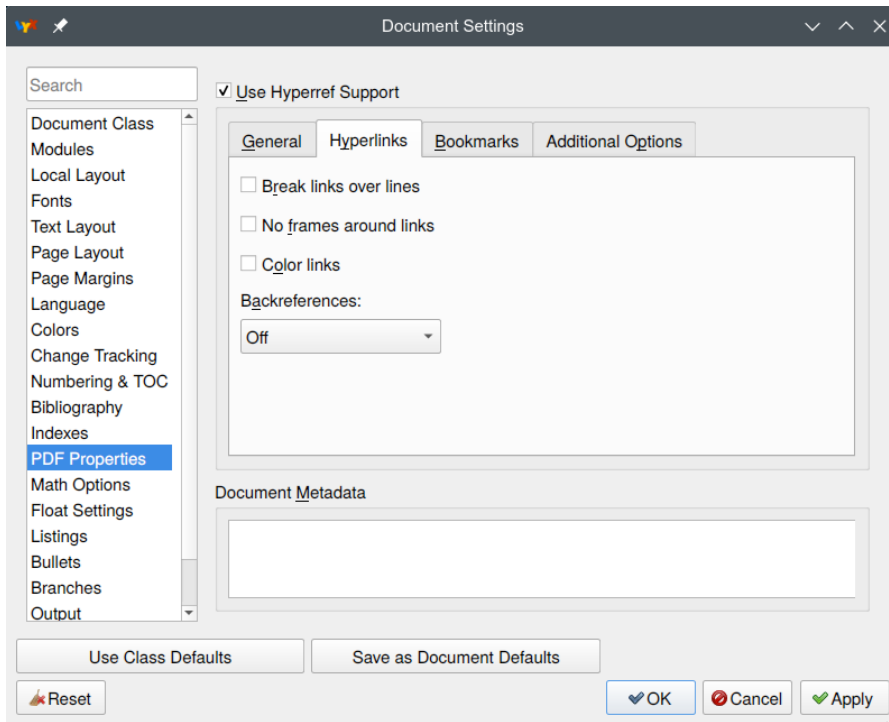 Document Settings
Search
Document Class
Modules
Local Layout
Fonts
Text Layout
Page Layout
Page Margins
Language
Colors
Change Tracking
Numbering & TOC
Bibliography
Indexes
PDF Properties
Math Options
Float Settings
Listings
Bullets
Branches
Output
Use Hyperref Support
General Hyperlinks Bookmarks Additional Options
Break links over lines
No frames around links
Color links
Backreferences:
Off
Document Metadata
Use Class Defaults Save as Document Defaults
Reset OK Cancel Apply